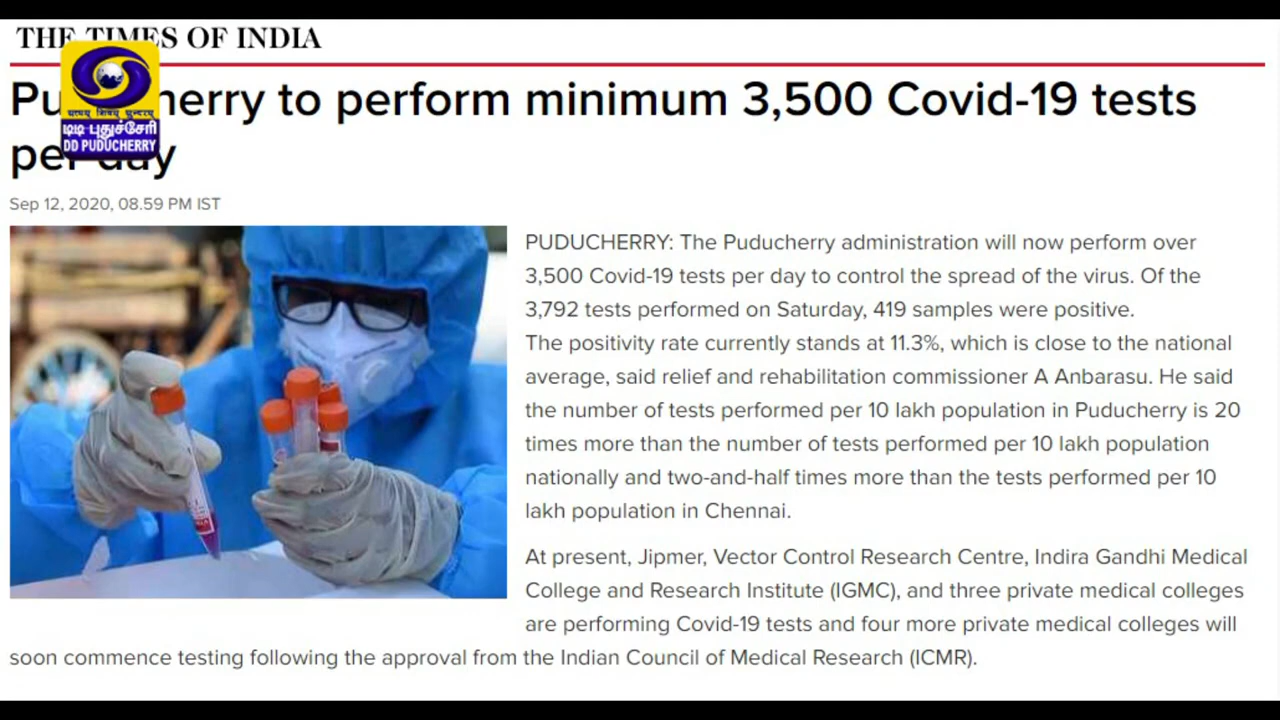 THE TIMES OF INDIA
सत्यम् शिवम् सुन्दरम्
டிடி புதுச்சேரி
DD PUDUCHERRY
Puducherry to perform minimum 3,500 Covid-19 tests
per day
Sep 12, 2020, 08.59 PM IST
PUDUCHERRY: The Puducherry administration will now perform over
3,500 Covid-19 tests per day to control the spread of the virus. Of the
3,792 tests performed on Saturday, 419 samples were positive.
The positivity rate currently stands at 11.3%, which is close to the national
average, said relief and rehabilitation commissioner A Anbarasu. He said
the number of tests performed per 10 lakh population in Puducherry is 20
times more than the number of tests performed per 10 lakh population
nationally and two-and-half times more than the tests performed per 10
lakh population in Chennai.
At present, Jipmer, Vector Control Research Centre, Indira Gandhi Medical
College and Research Institute (IGMC), and three private medical colleges
are performing Covid-19 tests and four more private medical colleges will
soon commence testing following the approval from the Indian Council of Medical Research (ICMR).